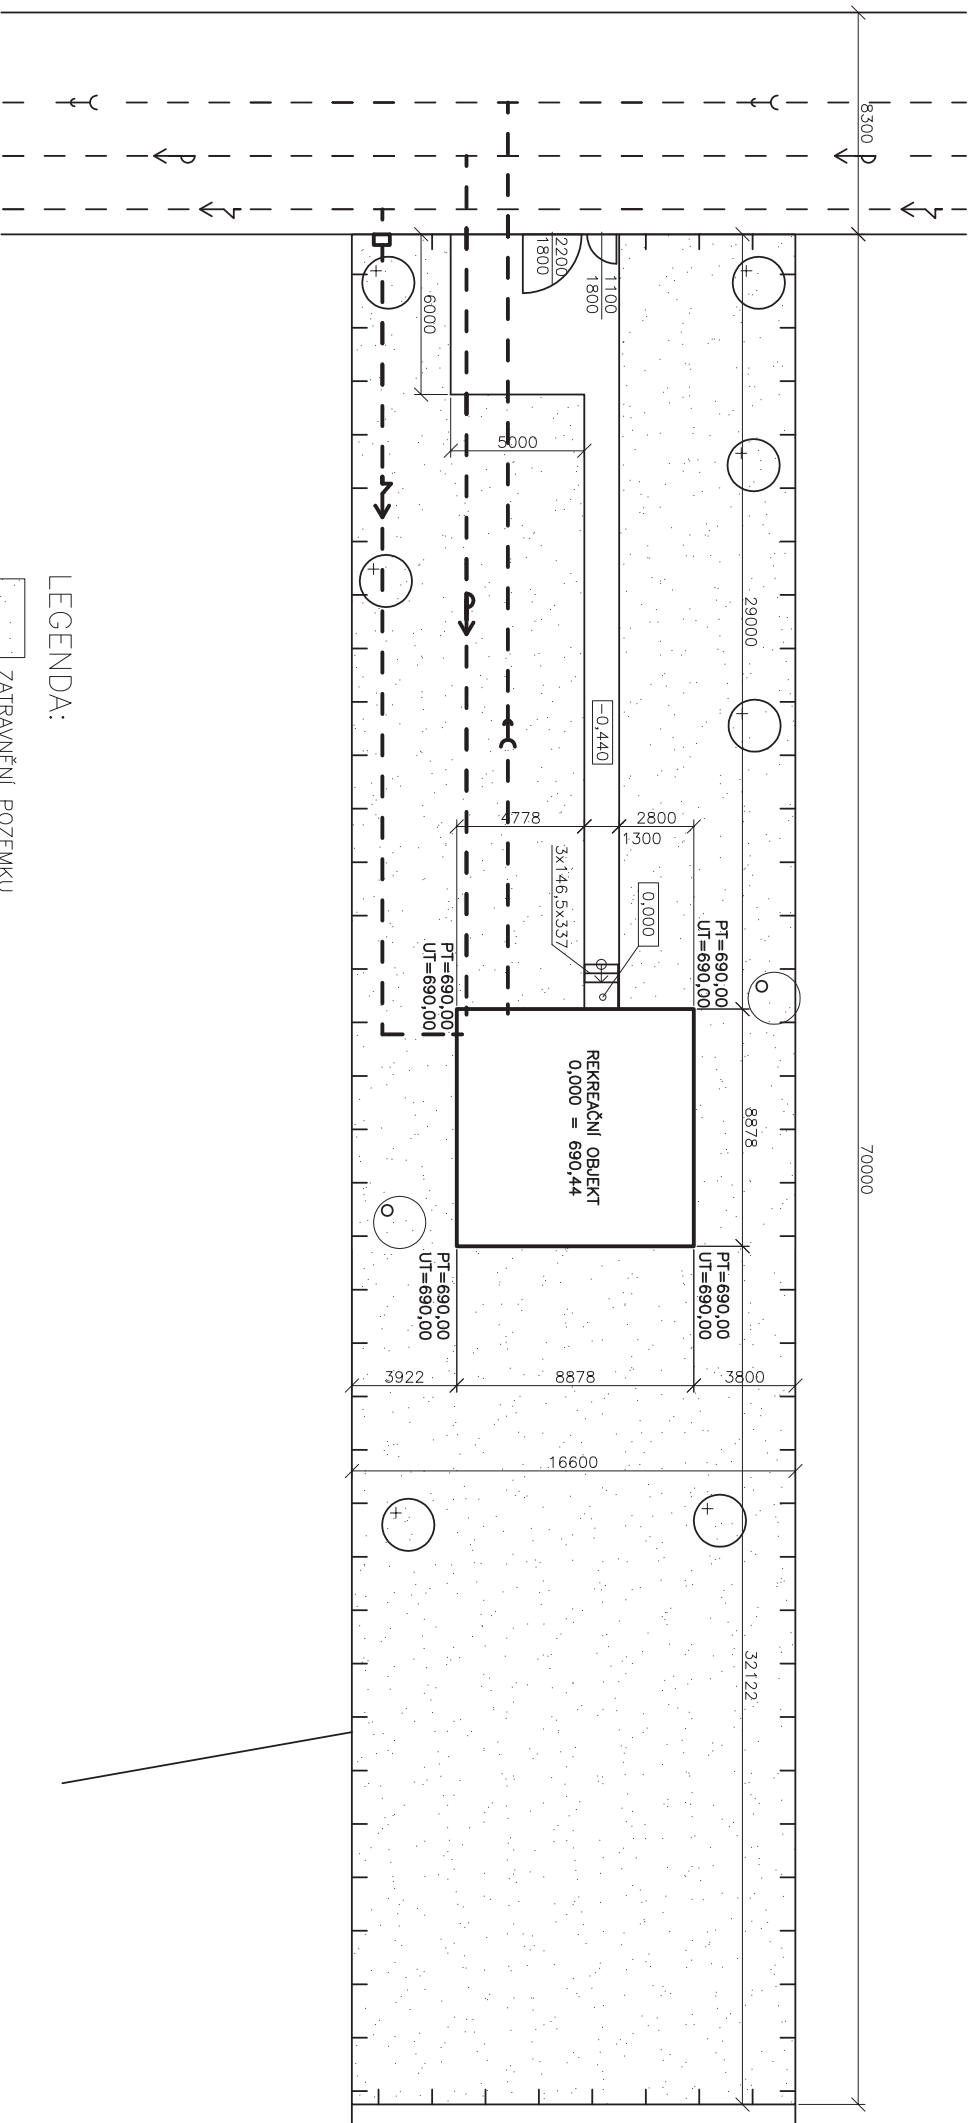 8300
70000
29000
8878
32122
1100
1800
2200
1800
6000
5000
-0,440
4778
2800
1300
3x146,5x337
0,000
PT=690,00
UT=690,00
PT=690,00
UT=690,00
REKREAČNÍ OBJEKT
0,000 = 690,44
PT=690,00
UT=690,00
PT=690,00
UT=690,00
3922
8878
3800
16600
LEGENDA:
ZATRAVNĚNÍ POZEMKU